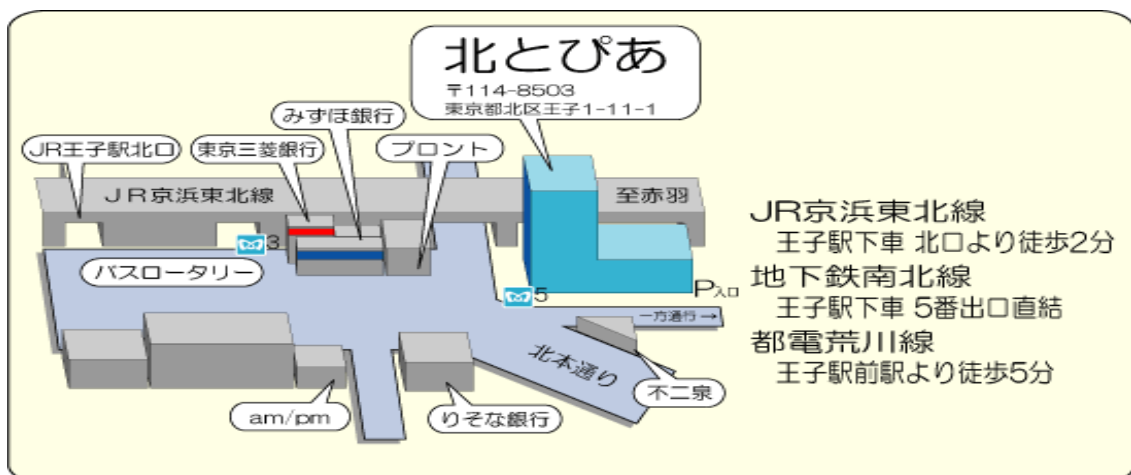 北とぴあ
〒114-8503
東京都北区王子1-11-1
みずほ銀行
JR王子駅北口
東京三菱銀行
プロント
JR京浜東北線
至赤羽
3
バスロータリー
5
P入口
一方通行→
北本通り
不二泉
am/pm
りそな銀行
JR京浜東北線
王子駅下車 北口より徒歩2分
地下鉄南北線
王子駅下車 5番出口直結
都電荒川線
王子駅前駅より徒歩5分